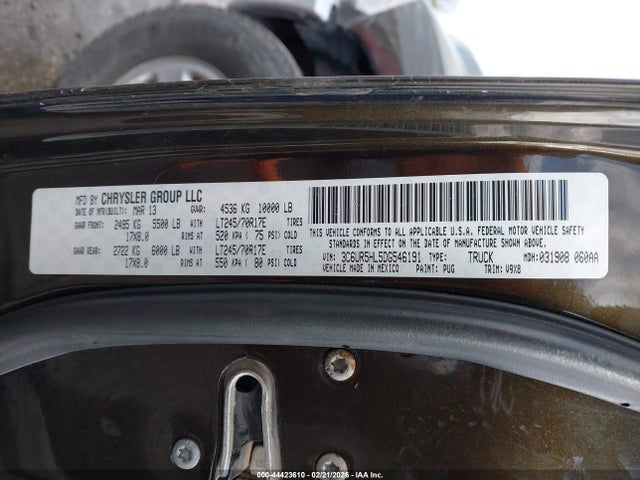 MFD BY CHRYSLER GROUP LLC
DATE OF MFR(BUILT): MAR 13 GVWR: 4536 KG 10000 LB
GAWR FRONT: 2495 KG 5500 LB LT245/70R17E TIRES
17X8.0 RIMS AT 520 KPA ( 75 PSI) COLD
GAWR REAR: 2722 KG 6000 LB LT245/70R17E TIRES
17X8.0 RIMS AT 550 KPA ( 80 PSI) COLD
THIS VEHICLE CONFORMS TO ALL APPLICABLE U.S.A. FEDERAL MOTOR VEHICLE
SAFETY STANDARDS IN EFFECT ON THE DATE OF MANUFACTURE SHOWN ABOVE.
VIN: 3C6UR5HL5DG546191 TYPE: TRUCK MDH: 031908 060AA
VEHICLE MADE IN MEXICO PAINT: PUG TRIM: V9X8
000-44423610 - 02/21/2026 - Copyright IAA, Inc.